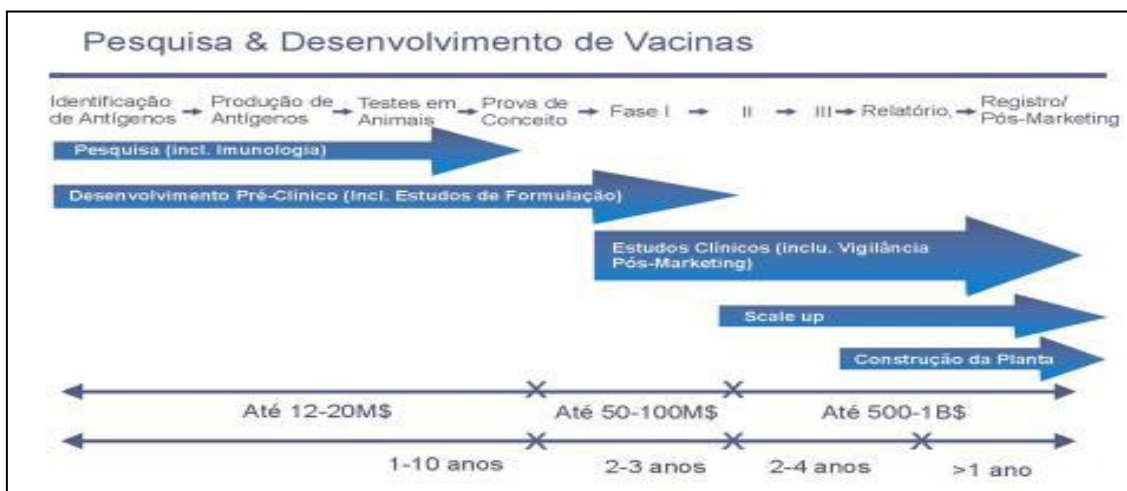 Pesquisa & Desenvolvimento de Vacinas
Identificação de Antígenos → Produção de Antígenos → Testes em Animais → Prova de Conceito → Fase I → II → III → Relatório, → Registro/ Pós-Marketing
Pesquisa (incl. Imunologia)
Desenvolvimento Pré-Clínico (Incl. Estudos de Formulação)
Estudos Clínicos (inclu. Vigilância
Pós-Marketing)
Scale up
Construção da Planta
Até 12-20M$ Até 50-100M$ Até 500-1B$
1-10 anos 2-3 anos 2-4 anos >1 ano